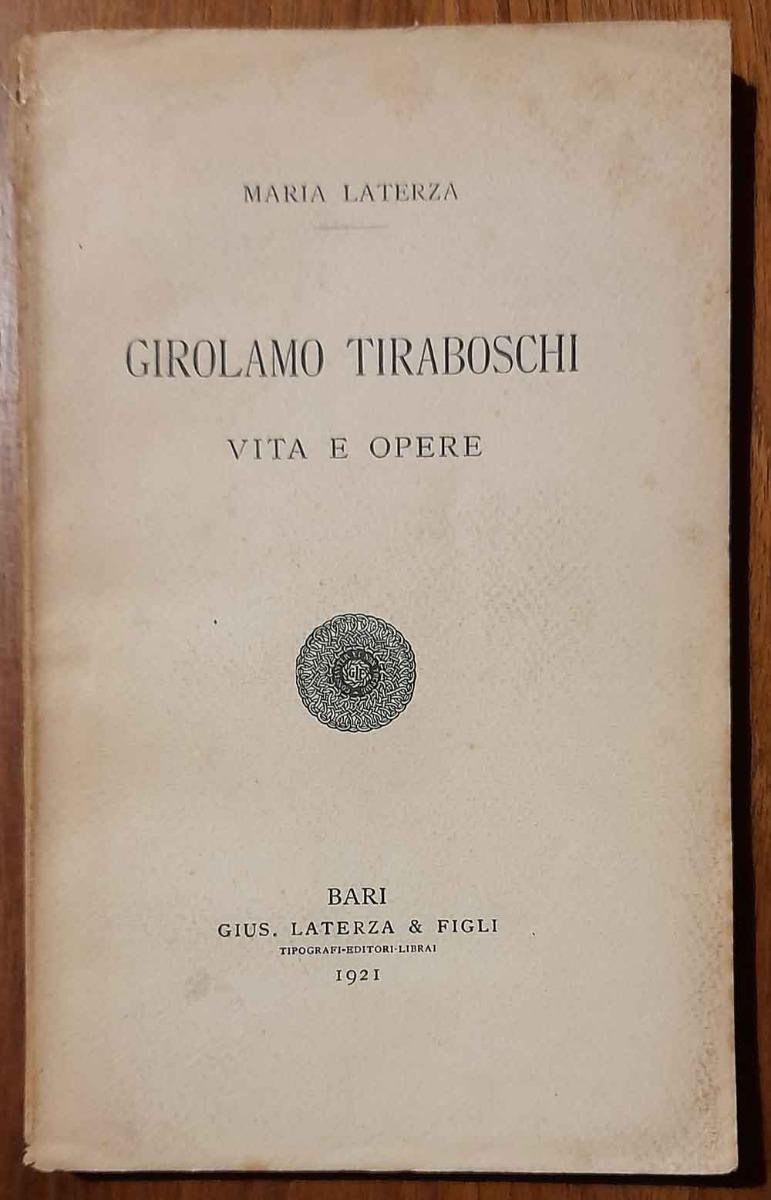 MARIA LATERZA
GIROLAMO TIRABOSCHI
VITA E OPERE
BARI
GIUS. LATERZA & FIGLI
TIPOGRAFI-EDITORI-LIBRAI
1921